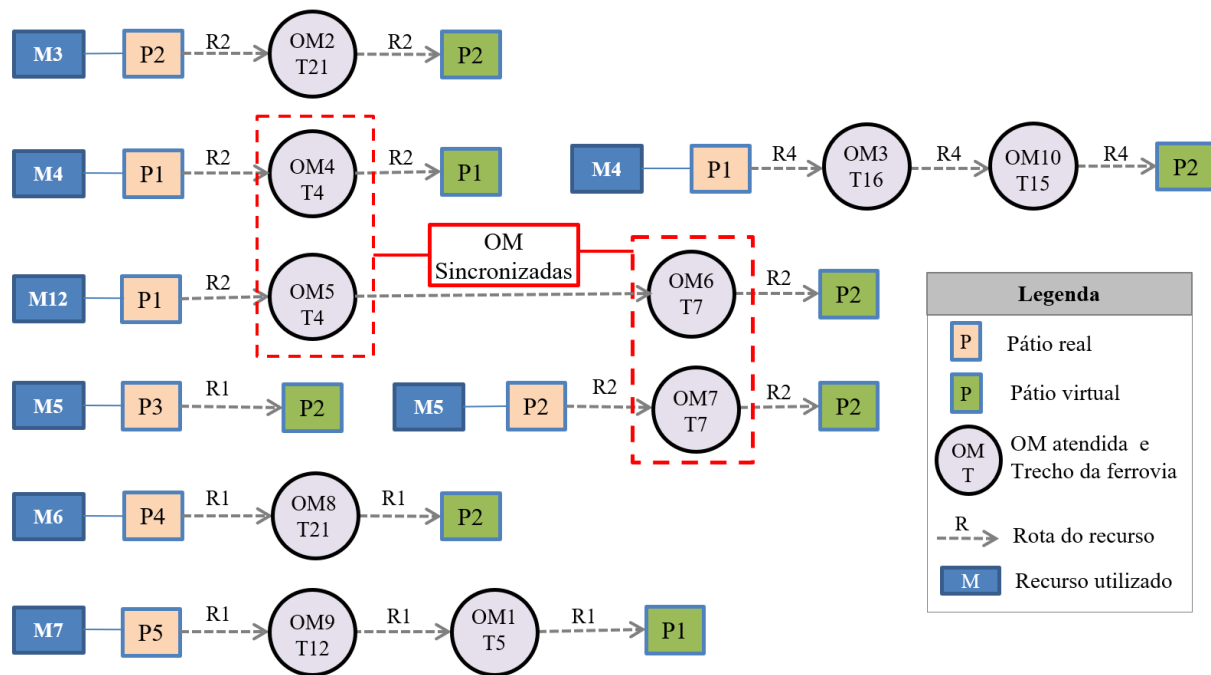 M3 P2 R2 OM2 R2 P2
T21
M4 P1 R2 OM4 R2 P1
T4
M4 P1 R4 OM3 R4 OM10 R4 P2
T16 T15
OM
Sincronizadas
M12 P1 R2 OM5 OM6 R2 P2
T4 T7
M5 P3 R1 P2
M5 P2 R2 OM7 R2 P2
T7
M6 P4 R1 OM8 R1 P2
T21
M7 P5 R1 OM9 R1 OM1 R1 P1
T12 T5
Legenda
P Pátio real
P Pátio virtual
OM OM atendida e
T Trecho da ferrovia
R Rota do recurso
M Recurso utilizado